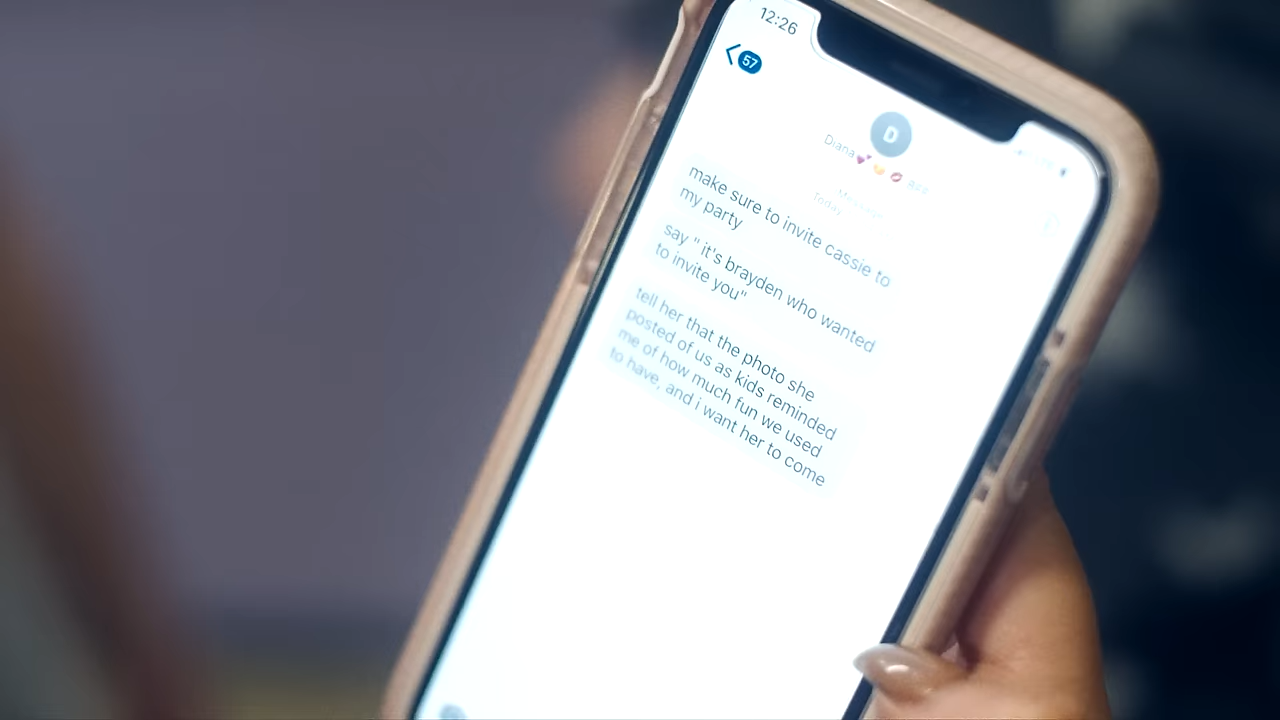 12:26
57
D
Diana
Message
Today
make sure to invite cassie to
my party
say " it's brayden who wanted
to invite you"
tell her that the photo she
posted of us as kids reminded
me of how much fun we used
to have, and i want her to come